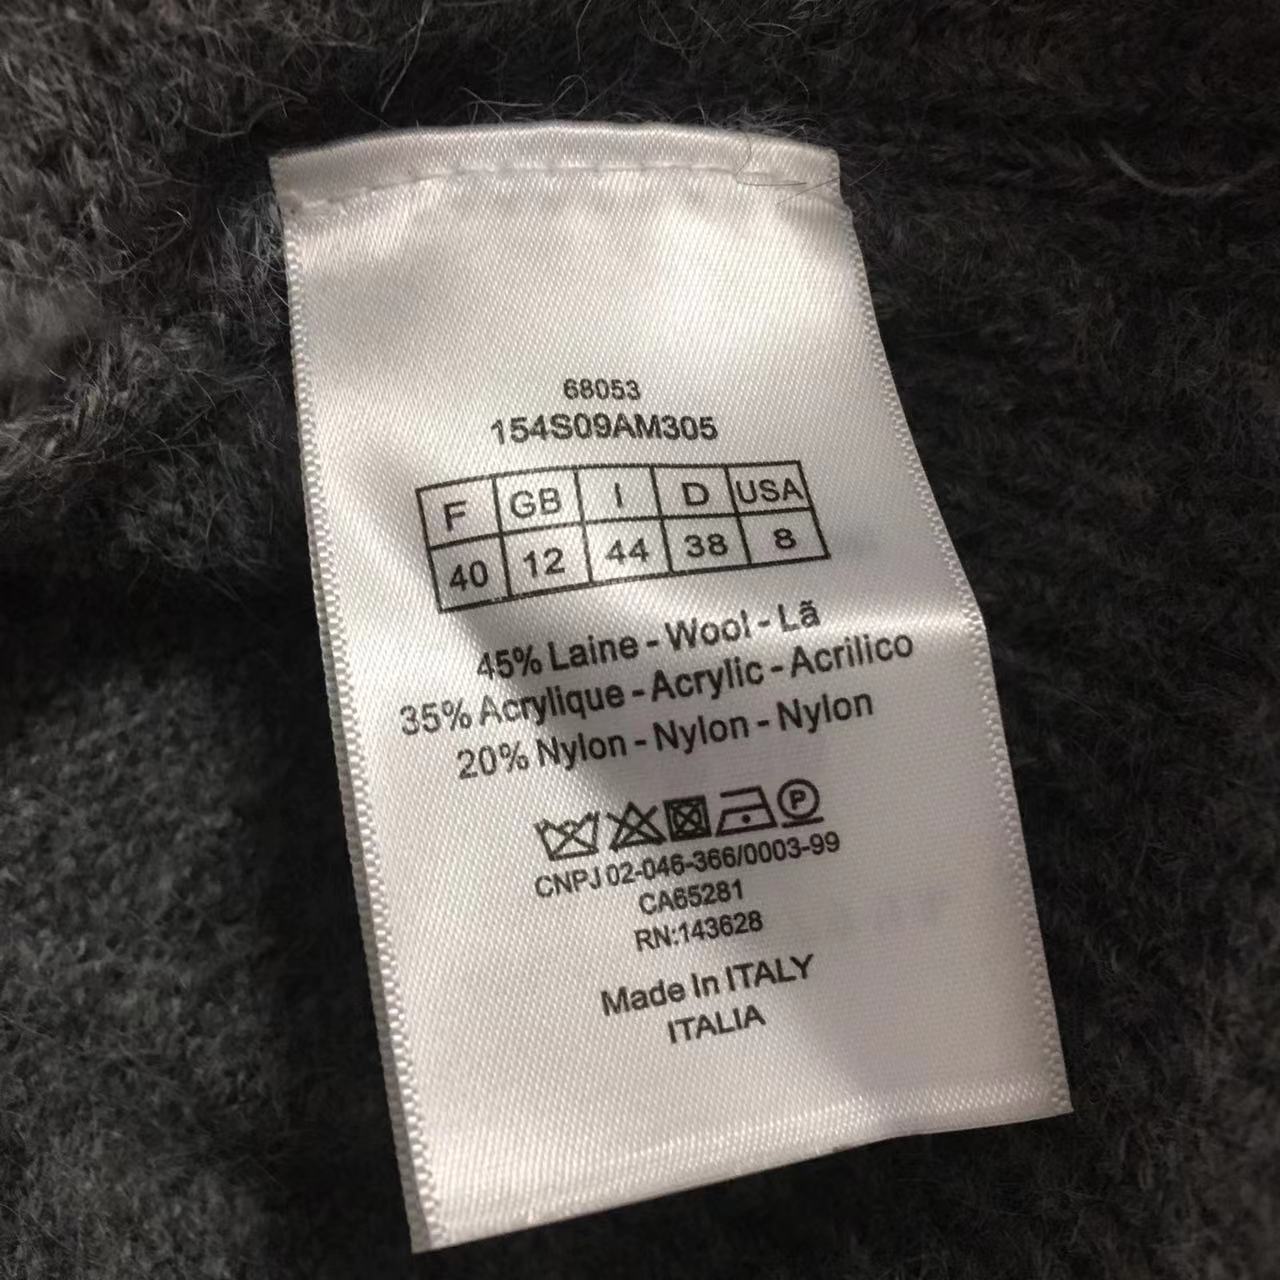 68053
154S09AM305
F GB I D USA
40 12 44 38 8
45% Laine - Wool - Lã
35% Acrylique - Acrylic - Acrilico
20% Nylon - Nylon - Nylon
P
CNPJ 02-046-366/0003-99
CA65281
RN:143628
Made In ITALY
ITALIA